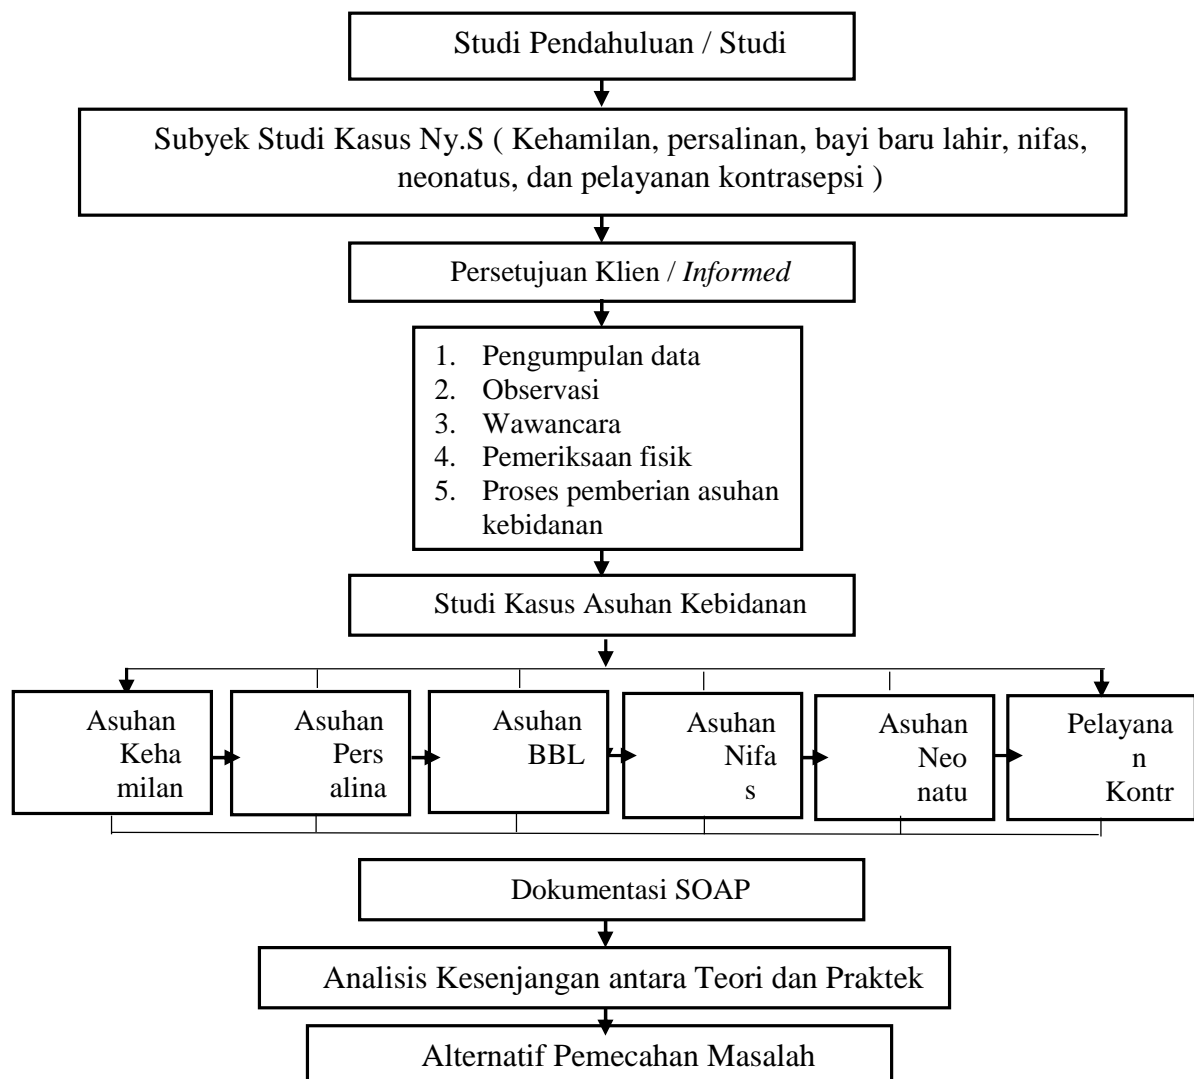 Studi Pendahuluan / Studi
Subyek Studi Kasus Ny.S ( Kehamilan, persalinan, bayi baru lahir, nifas,
neonatus, dan pelayanan kontrasepsi )
Persetujuan Klien / Informed
1. Pengumpulan data
2. Observasi
3. Wawancara
4. Pemeriksaan fisik
5. Proses pemberian asuhan
kebidanan
Studi Kasus Asuhan Kebidanan
Asuhan
Keha
milan
Asuhan
Pers
alina
Asuhan
BBL
Asuhan
Nifa
s
Asuhan
Neo
natu
Pelayana
n
Kontr
Dokumentasi SOAP
Analisis Kesenjangan antara Teori dan Praktek
Alternatif Pemecahan Masalah